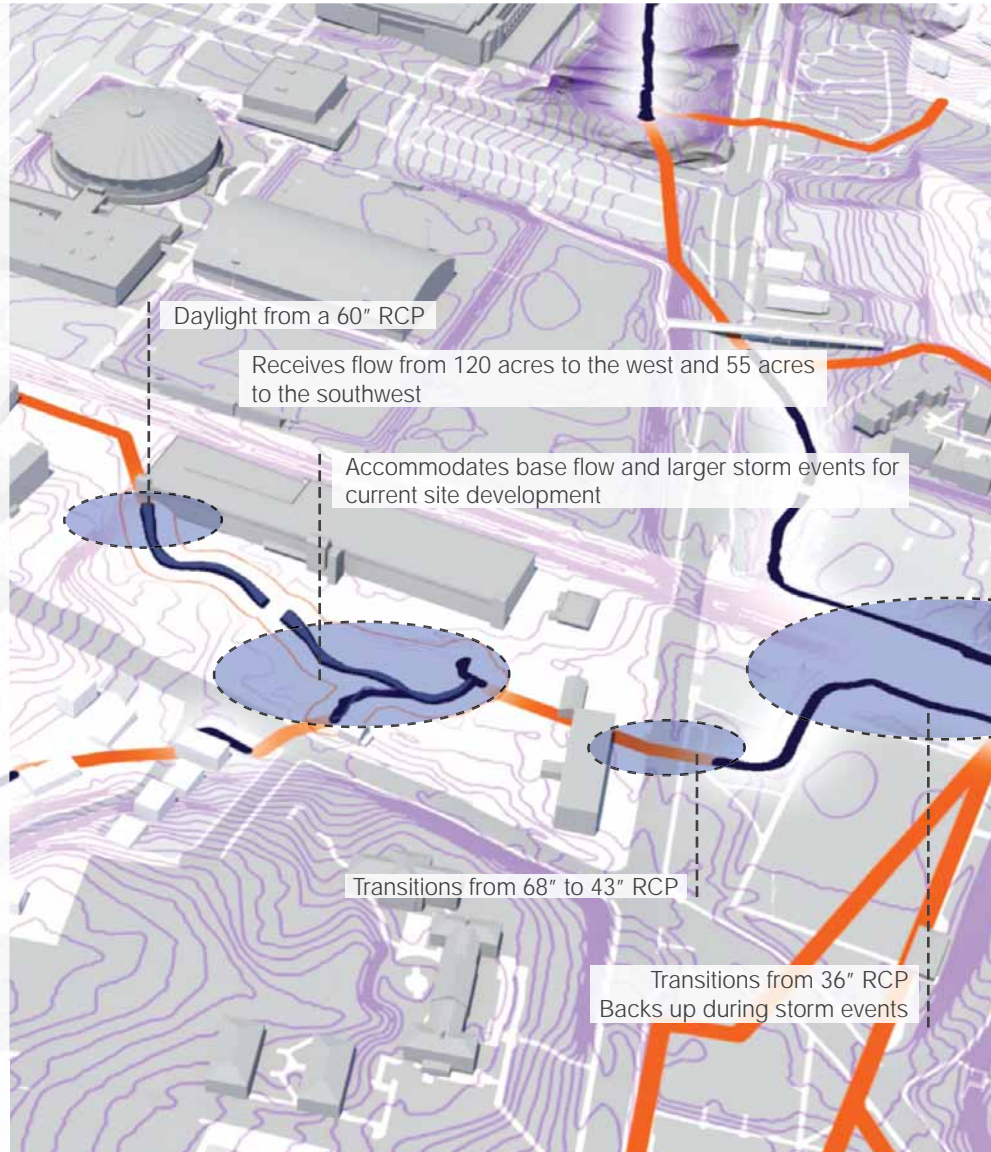 Daylight from a 60″ RCP
Receives flow from 120 acres to the west and 55 acres
to the southwest
Accommodates base flow and larger storm events for
current site development
Transitions from 68″ to 43″ RCP
Transitions from 36″ RCP
Backs up during storm events